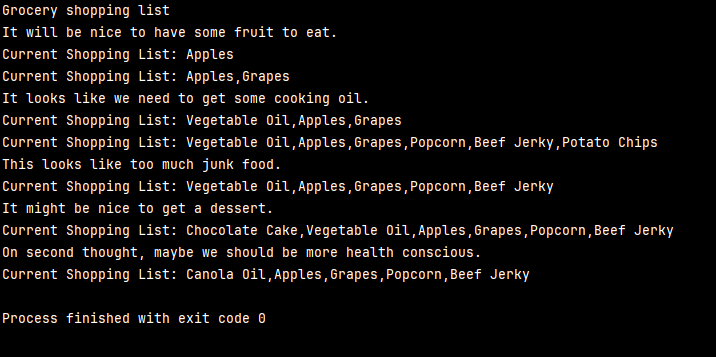 Grocery shopping list
It will be nice to have some fruit to eat.
Current Shopping List: Apples
Current Shopping List: Apples,Grapes
It looks like we need to get some cooking oil.
Current Shopping List: Vegetable Oil,Apples,Grapes
Current Shopping List: Vegetable Oil,Apples,Grapes,Popcorn,Beef Jerky,Potato Chips
This looks like too much junk food.
Current Shopping List: Vegetable Oil,Apples,Grapes,Popcorn,Beef Jerky
It might be nice to get a dessert.
Current Shopping List: Chocolate Cake,Vegetable Oil,Apples,Grapes,Popcorn,Beef Jerky
On second thought, maybe we should be more health conscious.
Current Shopping List: Canola Oil,Apples,Grapes,Popcorn,Beef Jerky
Process finished with exit code 0